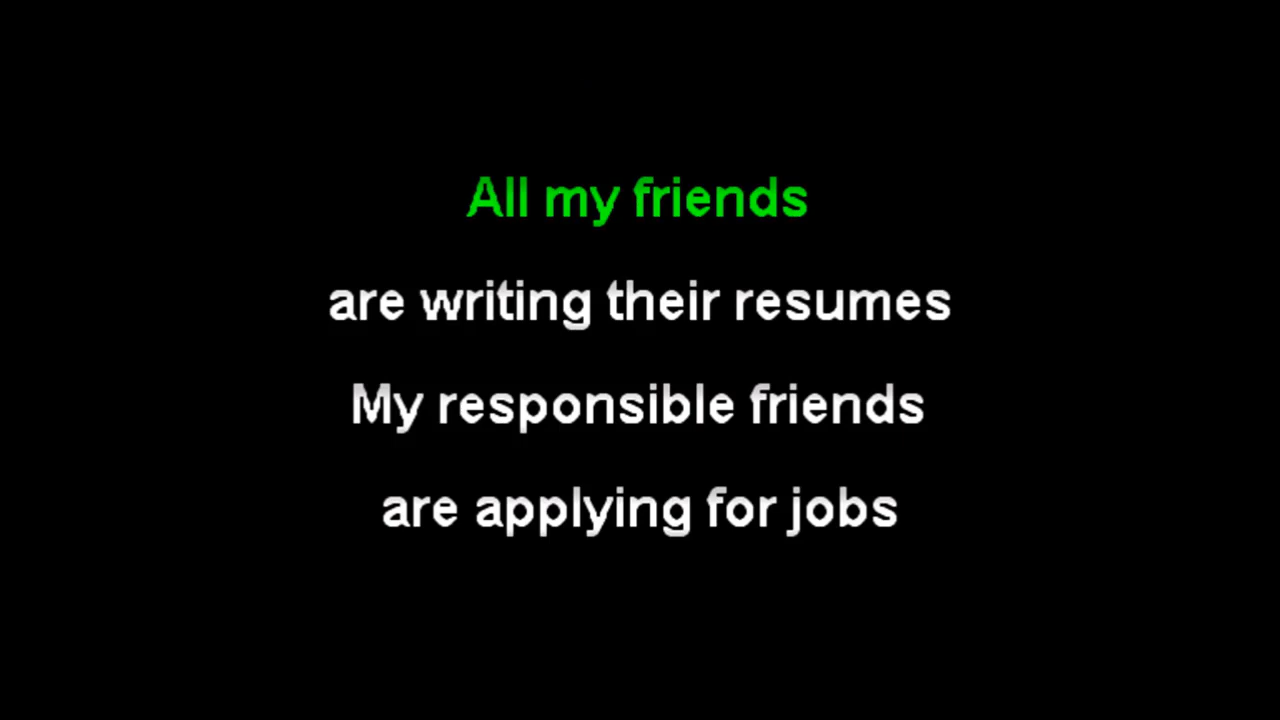 All my friends
are writing their resumes
My responsible friends
are applying for jobs